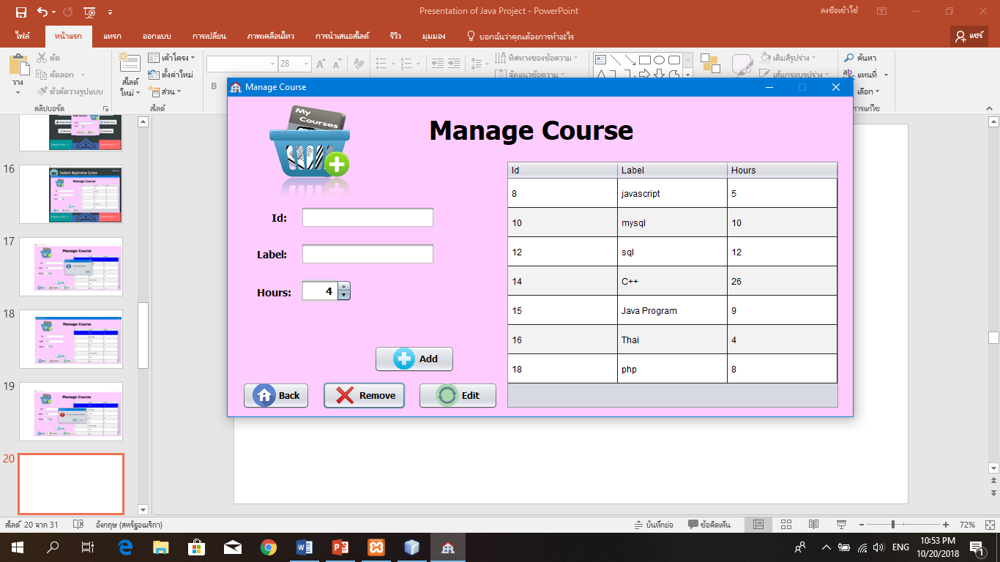 Presentation of Java Project - PowerPoint
ลงชื่อเข้าใช้
ไฟล์ หน้าแรก แทรก ออกแบบ การเปลี่ยน ภาพเคลื่อนไหว การนำเสนอสไลด์ รีวิว มุมมอง บอกฉันว่าคุณต้องการทำอะไร แชร์
วาง
ตัด
คัดลอก
ตัวคัดวางรูปแบบ
คลิปบอร์ด
สไลด์
ใหม่
เค้าโครง
ตั้งค่าใหม่
ส่วน
สไลด์
28
B
ทิศทางของข้อความ
จัดแนวข้อความ
เติมสีรูปร่าง
เส้นกรอบรูปร่าง
ค้นหา
แทนที่
เลือก
การแก้ไข
Manage Course
My
Courses
Manage Course
Id Label Hours
8 javascript 5
10 mysql 10
12 sql 12
14 C++ 26
15 Java Program 9
16 Thai 4
18 php 8
Id:
Label:
Hours: 4
Add
Back Remove Edit
16
Students Registration System
Manage Course
17
Manage Course
18
Manage Course
19
Manage Course
20
สไลด์ 20 จาก 31 อังกฤษ (สหรัฐอเมริกา) บันทึกย่อ ข้อคิดเห็น 72%
ENG
10:53 PM
10/20/2018
1